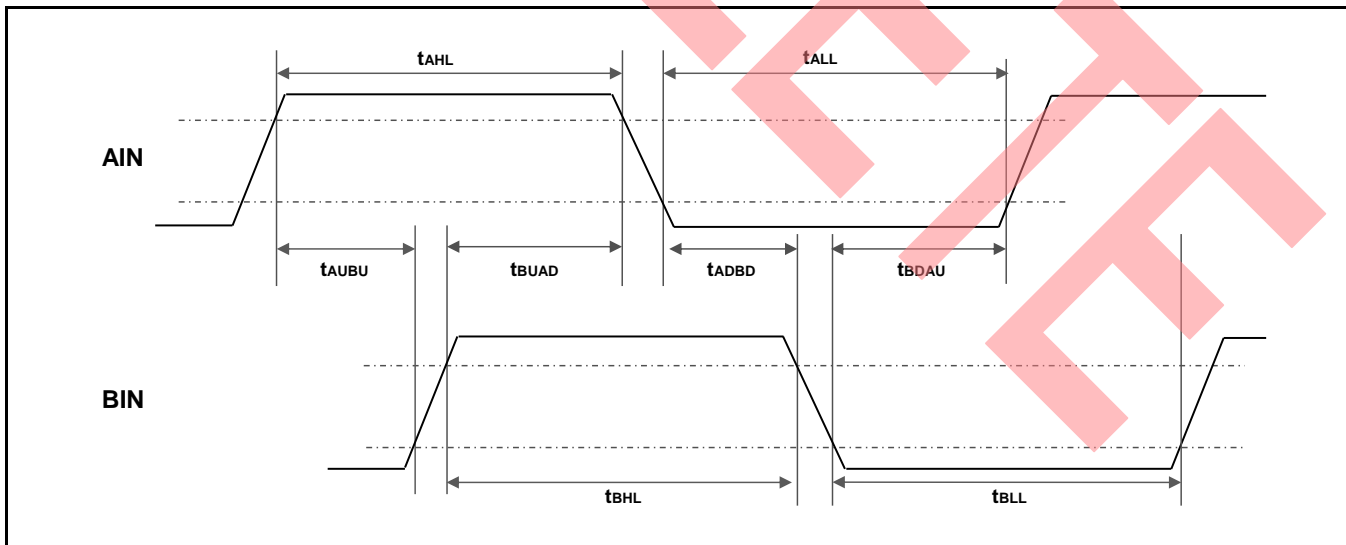 tAHL tALL
AIN
tAUBU tBUAD tADBD tBDAU
BIN
tBHL tBLL